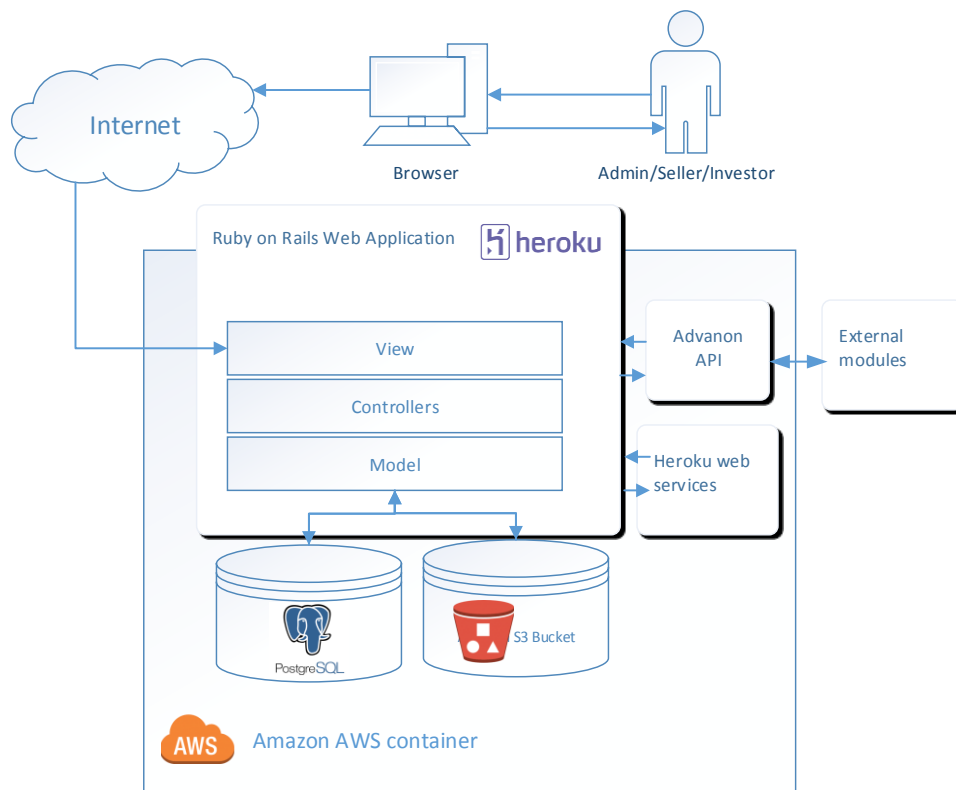 Internet
Browser
Admin/Seller/Investor
Ruby on Rails Web Application
heroku
View
Controllers
Model
Advanon
API
External
modules
Heroku web
services
PostgreSQL
S3 Bucket
AWS
Amazon AWS container